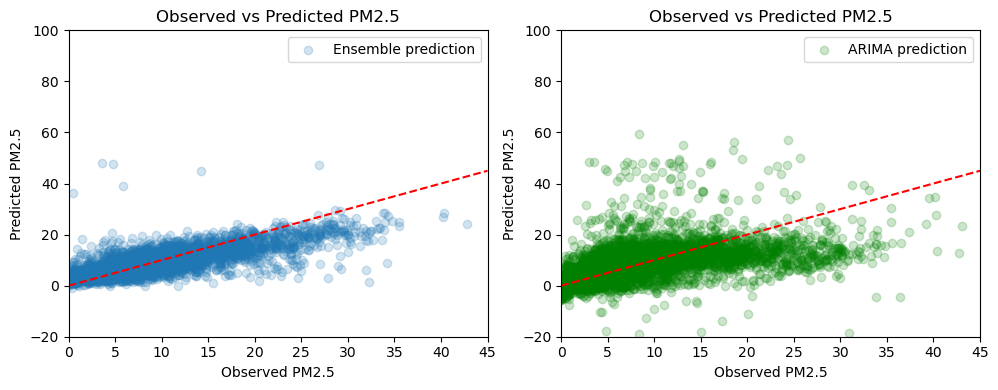 Observed vs Predicted PM2.5
Ensemble prediction
Predicted PM2.5
100
80
60
40
20
0
−20
0 5 10 15 20 25 30 35 40 45
Observed PM2.5
Observed vs Predicted PM2.5
ARIMA prediction
Predicted PM2.5
100
80
60
40
20
0
−20
0 5 10 15 20 25 30 35 40 45
Observed PM2.5